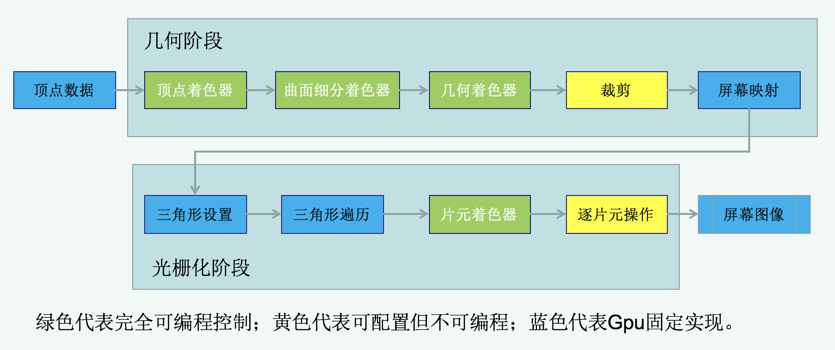 几何阶段
顶点数据
顶点着色器
曲面细分着色器
几何着色器
裁剪
屏幕映射
三角形设置
三角形遍历
片元着色器
逐片元操作
屏幕图像
光栅化阶段
绿色代表完全可编程控制；黄色代表可配置但不可编程；蓝色代表Gpu固定实现。